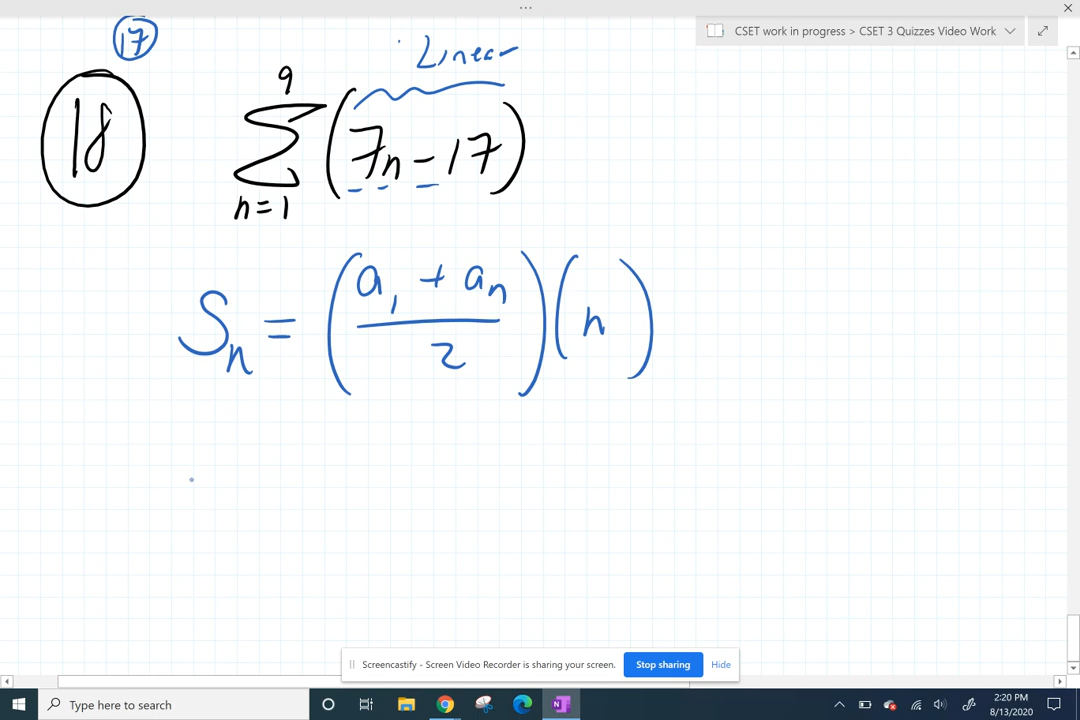 ...
CSET work in progress > CSET 3 Quizzes Video Work
17
Linear
18
9
∑ (7n − 17)
n = 1
Sₙ = (a₁ + aₙ / 2) (n)
Screencastify - Screen Video Recorder is sharing your screen.
Stop sharing
Hide
Type here to search
2:20 PM
8/13/2020